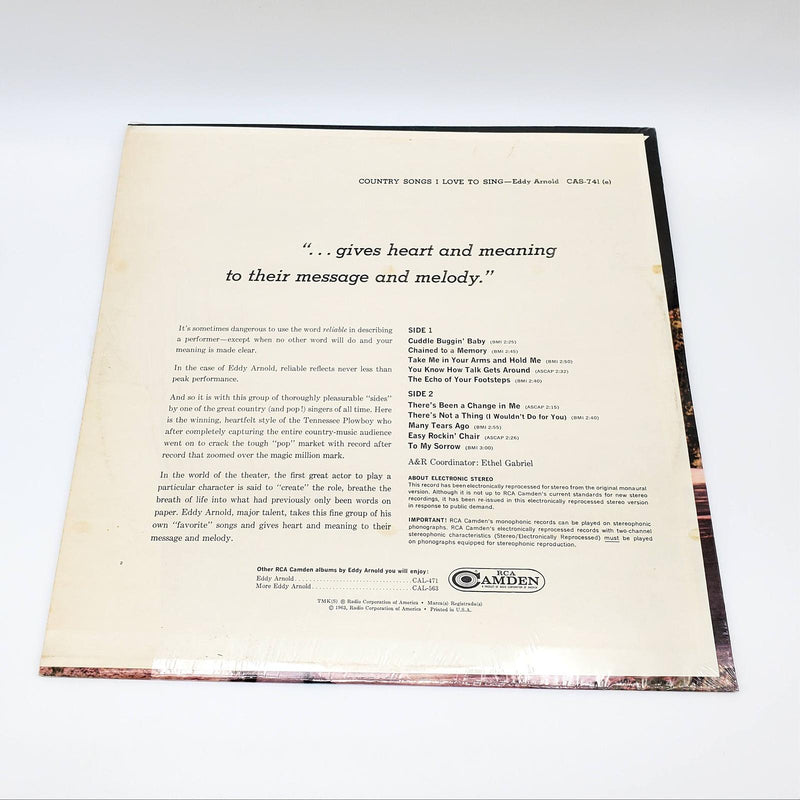 COUNTRY SONGS I LOVE TO SING—Eddy Arnold CAS-741 (e)
“. . . gives heart and meaning
to their message and melody.”
It’s sometimes dangerous to use the word reliable in describing
a performer—except when no other word will do and your
meaning is made clear.
In the case of Eddy Arnold, reliable reflects never less than
peak performance.
And so it is with this group of thoroughly pleasurable “sides”
by one of the great country (and pop!) singers of all time. Here
is the winning, heartfelt style of the Tennessee Plowboy who
after completely capturing the entire country-music audience
went on to crack the tough “pop” market with record after
record that zoomed over the magic million mark.
In the world of the theater, the first great actor to play a
particular character is said to “create” the role, breathe the
breath of life into what had previously only been words on
paper. Eddy Arnold, major talent, takes this fine group of his
own “favorite” songs and gives heart and meaning to their
message and melody.
SIDE 1
Cuddle Buggin’ Baby (BMI 2:25)
Chained to a Memory (BMI 2:45)
Take Me in Your Arms and Hold Me (BMI 2:50)
You Know How Talk Gets Around (ASCAP 2:32)
The Echo of Your Footsteps (BMI 2:40)
SIDE 2
There’s Been a Change in Me (ASCAP 2:15)
There’s Not a Thing (I Wouldn’t Do for You) (BMI 2:40)
Many Tears Ago (BMI 2:55)
Easy Rockin’ Chair (ASCAP 2:26)
To My Sorrow (BMI 3:00)
A&R Coordinator: Ethel Gabriel
ABOUT ELECTRONIC STEREO
This record has been electronically reprocessed for stereo from the original monaural
version. Although it is not up to RCA Camden’s current standards for new stereo
recordings, it has been re-issued in this electronically reprocessed stereo version
in response to public demand.
IMPORTANT! RCA Camden’s monophonic records can be played on stereophonic
phonographs. RCA Camden’s electronically reprocessed records with two-channel
stereophonic characteristics (Stereo/Electronically Reprocessed) must be played
on phonographs equipped for stereophonic reproduction.
Other RCA Camden albums by Eddy Arnold you will enjoy:
Eddy Arnold . . . . . . . . . . . . . . . . . . . . . . . . CAL-471
More Eddy Arnold . . . . . . . . . . . . . . . . . . . . CAL-563
RCA
CAMDEN
TMK(S) ® Radio Corporation of America • Marca(s) Registrada(s)
© 1963, Radio Corporation of America • Printed in U.S.A.